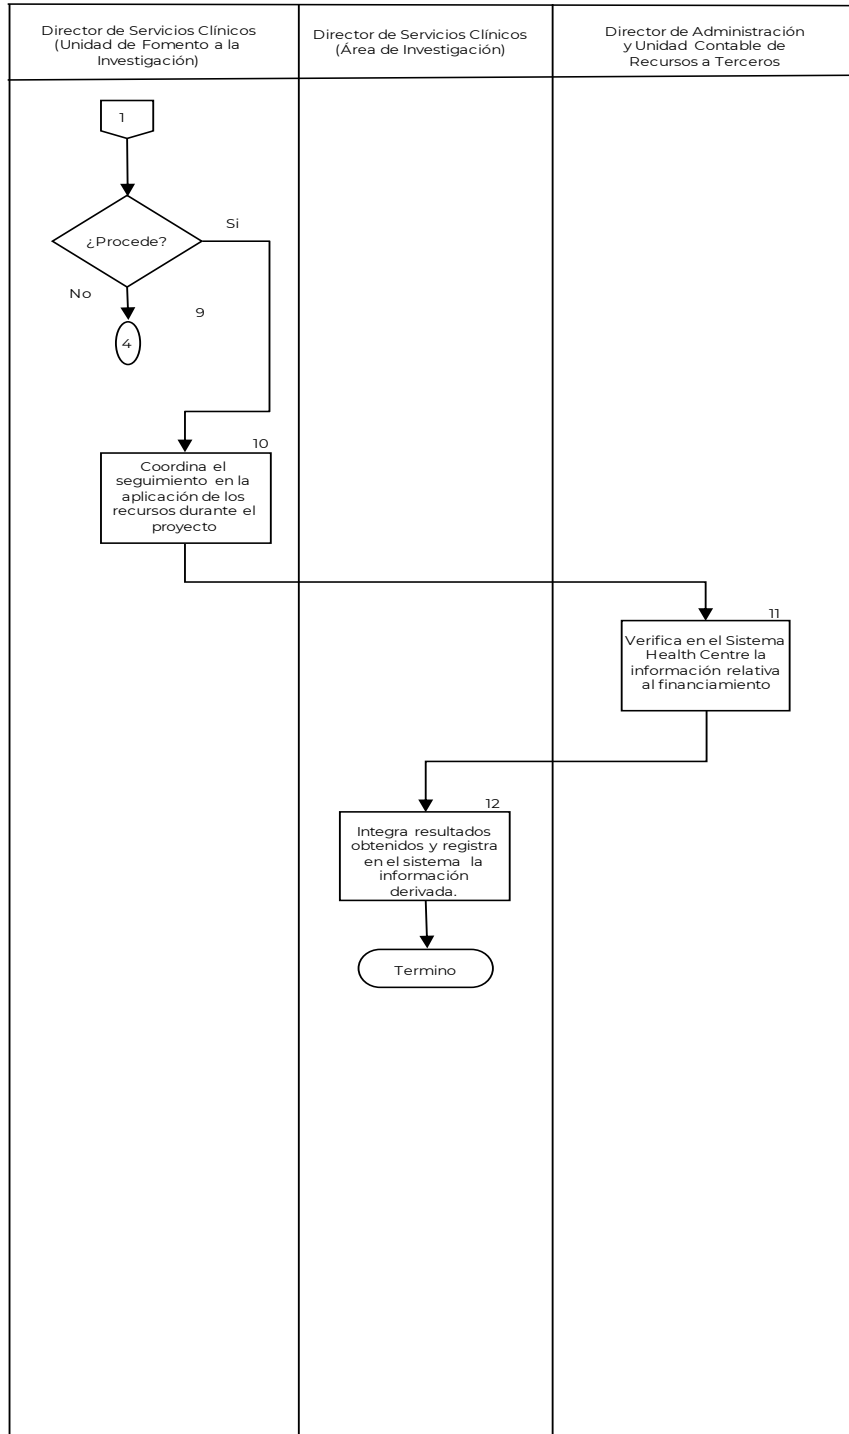 Director de Servicios Clínicos
(Unidad de Fomento a la
Investigación)
Director de Servicios Clínicos
(Área de Investigación)
Director de Administración
y Unidad Contable de
Recursos a Terceros
1
¿Procede?
Si
No
9
4
10
Coordina el
seguimiento en la
aplicación de los
recursos durante el
proyecto
11
Verifica en el Sistema
Health Centre la
información relativa
al financiamiento
12
Integra resultados
obtenidos y registra
en el sistema la
información
derivada.
Termino